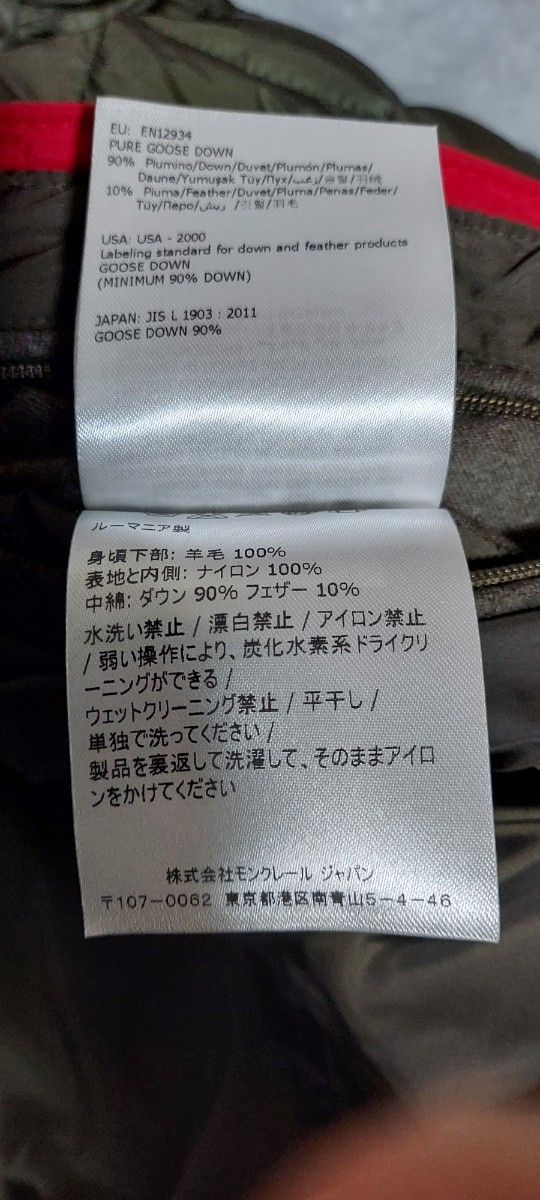 EU: EN12934
PURE GOOSE DOWN
90% Piumino/Down/Duvet/Plumón/Plumas/
Daune/Yumuşak Tüy/Пух/زغب/솜털/羽绒
10% Piuma/Feather/Duvet/Pluma/Penas/Feder/
Tüy/Перо/ريش/깃털/羽毛
USA: USA - 2000
Labeling standard for down and feather products
GOOSE DOWN
(MINIMUM 90% DOWN)
JAPAN: JIS L 1903 : 2011
GOOSE DOWN 90%
ルーマニア製
身頃下部: 羊毛 100%
表地と内側: ナイロン 100%
中綿: ダウン 90% フェザー 10%
水洗い禁止 / 漂白禁止 / アイロン禁止
/ 弱い操作により、炭化水素系ドライクリ
ーニングができる /
ウェットクリーニング禁止 / 平干し /
単独で洗ってください /
製品を裏返して洗濯して、そのままアイロ
ンをかけてください
株式会社モンクレール ジャパン
〒107-0062 東京都港区南青山5-4-46